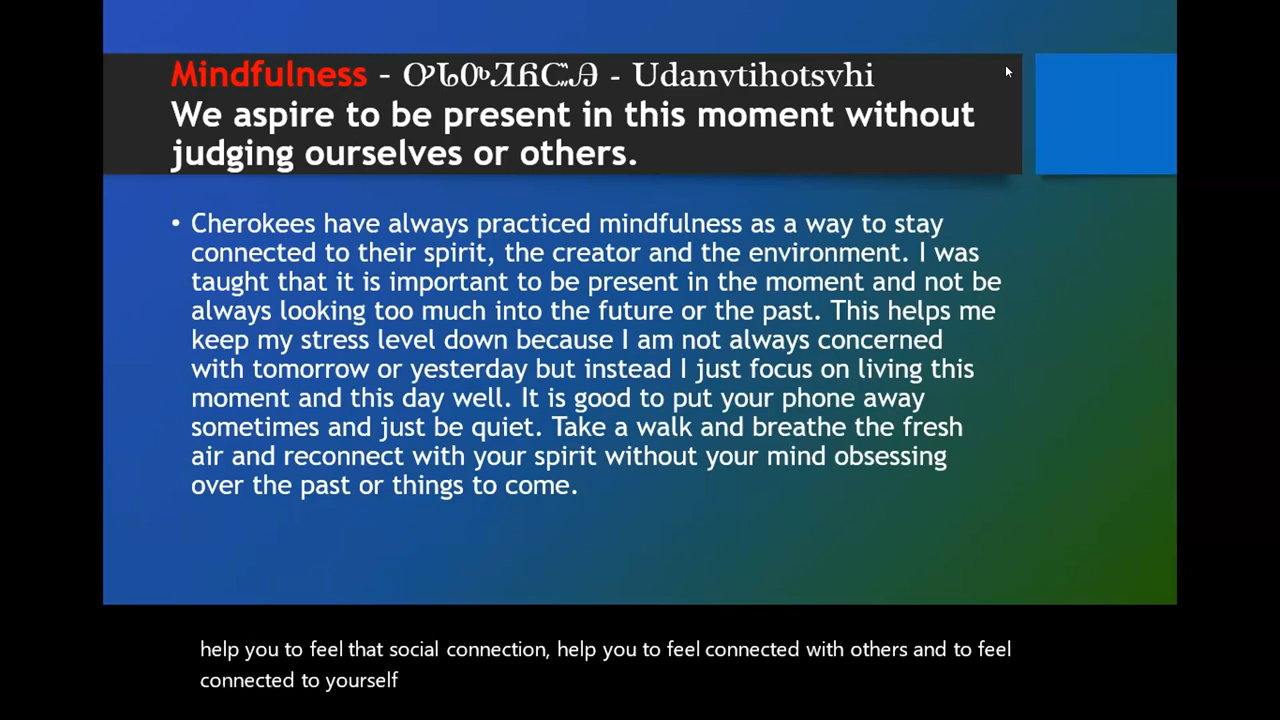 Mindfulness - ᎤᏓᏅᏗᏲᏨᎯ - Udanvtihotsvhi
We aspire to be present in this moment without
judging ourselves or others.
• Cherokees have always practiced mindfulness as a way to stay
connected to their spirit, the creator and the environment. I was
taught that it is important to be present in the moment and not be
always looking too much into the future or the past. This helps me
keep my stress level down because I am not always concerned
with tomorrow or yesterday but instead I just focus on living this
moment and this day well. It is good to put your phone away
sometimes and just be quiet. Take a walk and breathe the fresh
air and reconnect with your spirit without your mind obsessing
over the past or things to come.
help you to feel that social connection, help you to feel connected with others and to feel
connected to yourself